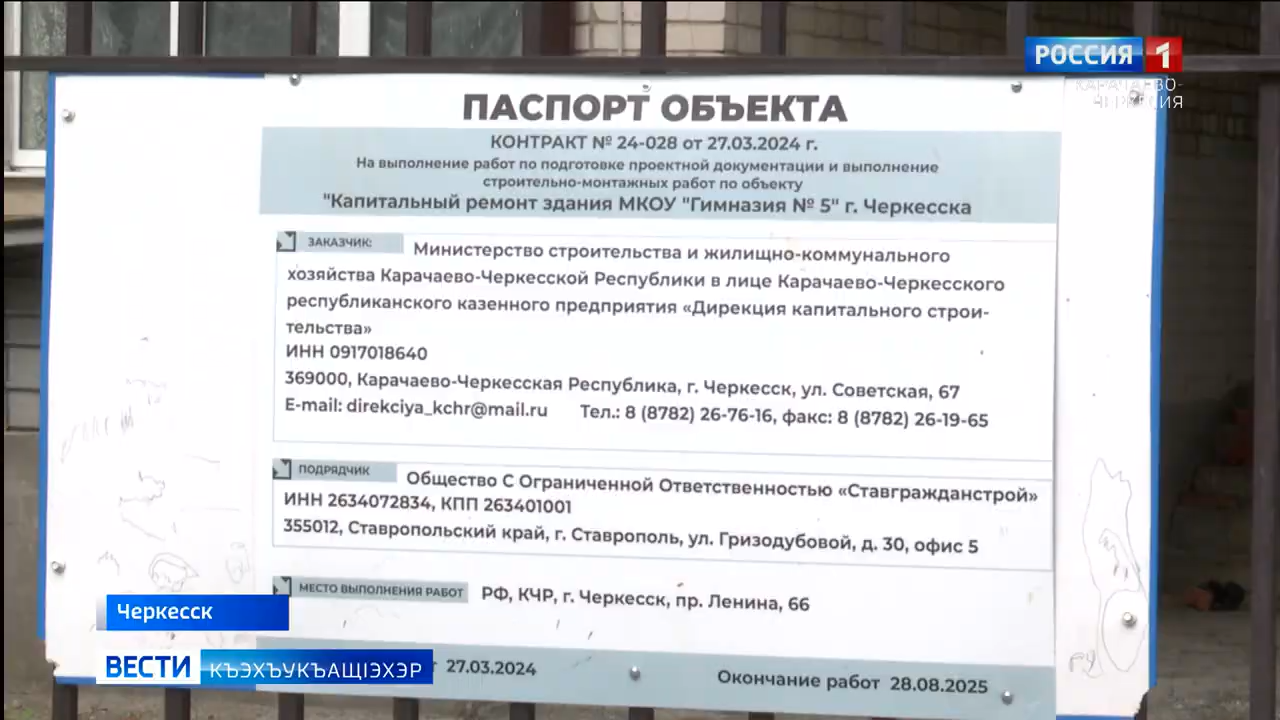 РОССИЯ 1
КАРАЧАЕВО-
ЧЕРКЕСИЯ
ПАСПОРТ ОБЪЕКТА
КОНТРАКТ № 24-028 от 27.03.2024 г.
На выполнение работ по подготовке проектной документации и выполнение
строительно-монтажных работ по объекту
"Капитальный ремонт здания МКОУ "Гимназия № 5" г. Черкесска
ЗАКАЗЧИК: Министерство строительства и жилищно-коммунального
хозяйства Карачаево-Черкесской Республики в лице Карачаево-Черкесского
республиканского казенного предприятия «Дирекция капитального строи-
тельства»
ИНН 0917018640
369000, Карачаево-Черкесская Республика, г. Черкесск, ул. Советская, 67
E-mail: direkciya_kchr@mail.ru Тел.: 8 (8782) 26-76-16, факс: 8 (8782) 26-19-65
ПОДРЯДЧИК Общество С Ограниченной Ответственностью «Ставгражданстрой»
ИНН 2634072834, КПП 263401001
355012, Ставропольский край, г. Ставрополь, ул. Гризодубовой, д. 30, офис 5
МЕСТО ВЫПОЛНЕНИЯ РАБОТ РФ, КЧР, г. Черкесск, пр. Ленина, 66
27.03.2024 Окончание работ 28.08.2025
Черкесск
ВЕСТИ КЪЭХЪУКЪАЩIЭХЭР